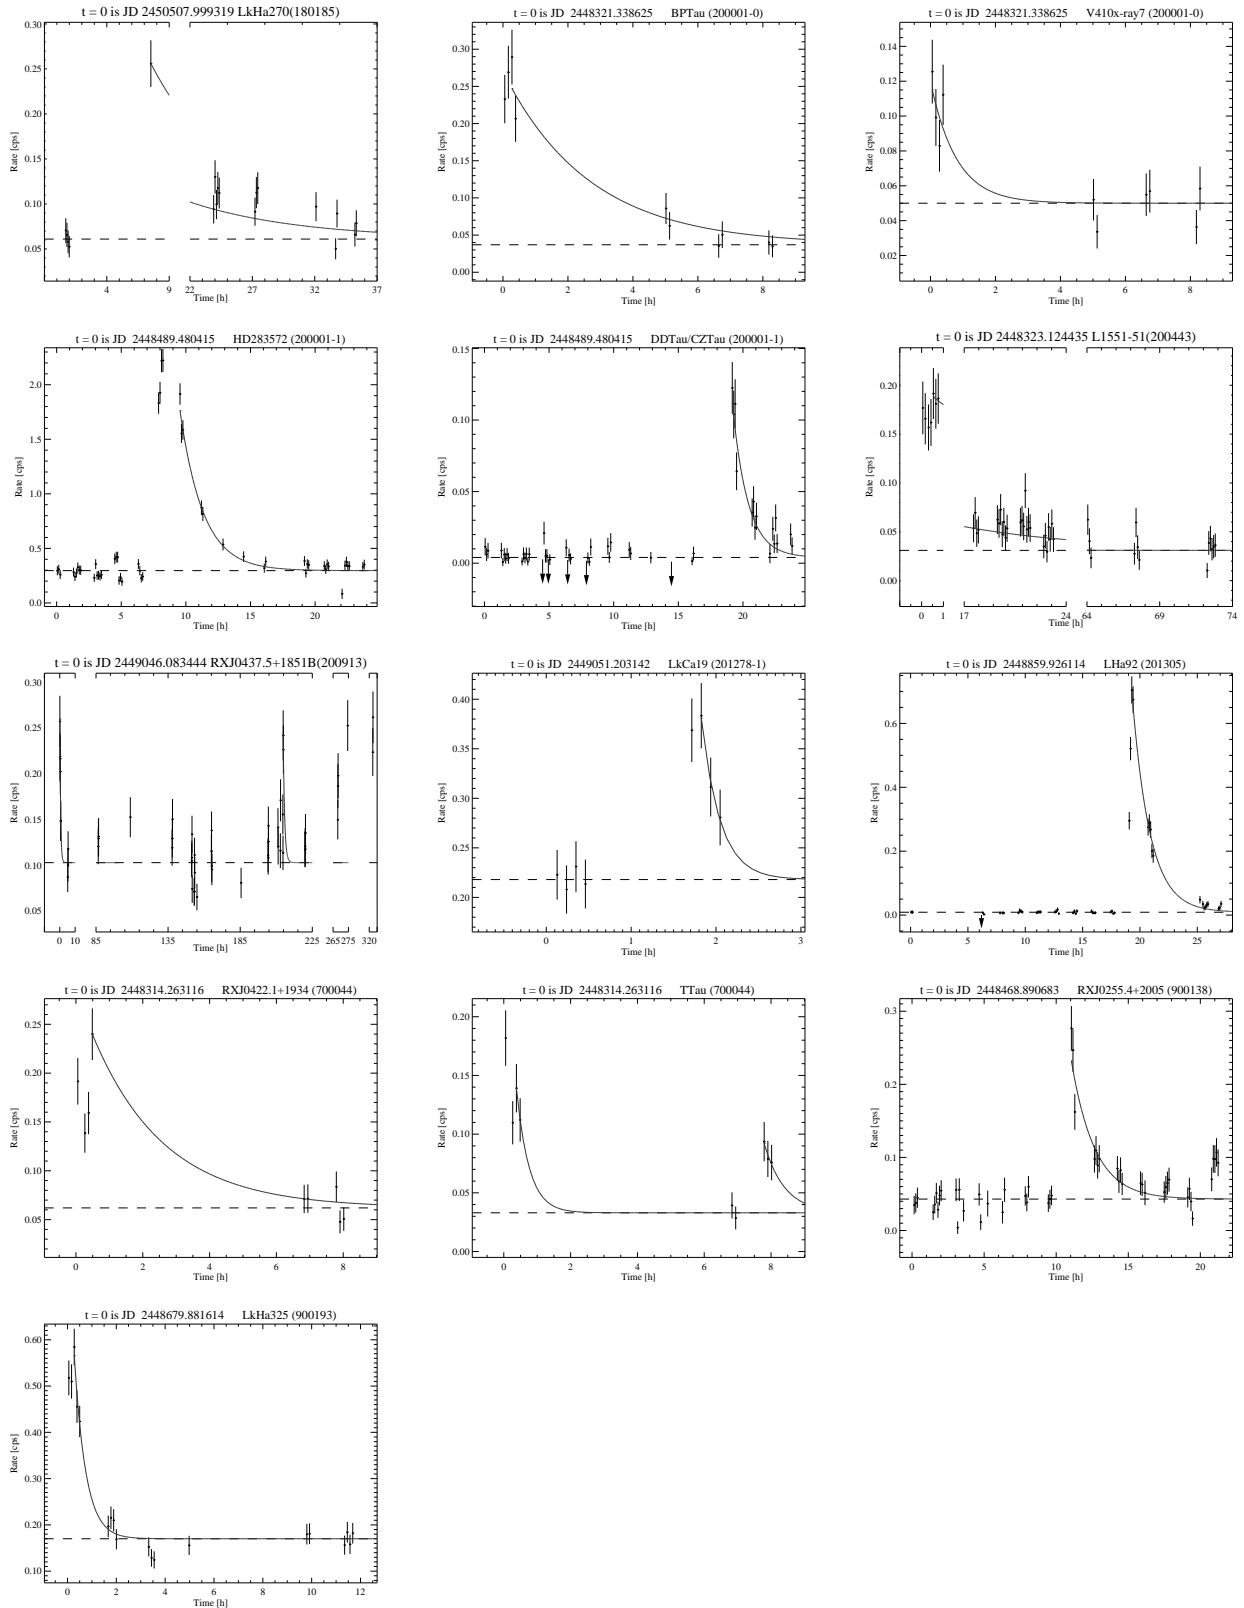 t = 0 is JD 2450507.999319 LkHa270(180185)
Rate [cps]
0.30
0.25
0.20
0.15
0.10
0.05
4 9 22 27 32 37
Time [h]
t = 0 is JD 2448321.338625 BPTau (200001-0)
Rate [cps]
0.30
0.25
0.20
0.15
0.10
0.05
0.00
0 2 4 6 8
Time [h]
t = 0 is JD 2448321.338625 V410x-ray7 (200001-0)
Rate [cps]
0.14
0.12
0.10
0.08
0.06
0.04
0.02
0 2 4 6 8
Time [h]
t = 0 is JD 2448489.480415 HD283572 (200001-1)
Rate [cps]
2.0
1.5
1.0
0.5
0.0
0 5 10 15 20
Time [h]
t = 0 is JD 2448489.480415 DDTau/CZTau (200001-1)
Rate [cps]
0.15
0.10
0.05
0.00
0 5 10 15 20
Time [h]
t = 0 is JD 2448323.124435 L1551-51(200443)
Rate [cps]
0.20
0.15
0.10
0.05
0.00
0 1 17 24 64 69 74
Time [h]
t = 0 is JD 2449046.083444 RXJ0437.5+1851B(200913)
Rate [cps]
0.30
0.25
0.20
0.15
0.10
0.05
0 10 85 135 185 225 265 275 320
Time [h]
t = 0 is JD 2449051.203142 LkCa19 (201278-1)
Rate [cps]
0.40
0.35
0.30
0.25
0.20
0 1 2 3
Time [h]
t = 0 is JD 2448859.926114 LHa92 (201305)
Rate [cps]
0.6
0.4
0.2
0.0
0 5 10 15 20 25
Time [h]
t = 0 is JD 2448314.263116 RXJ0422.1+1934 (700044)
Rate [cps]
0.25
0.20
0.15
0.10
0.05
0 2 4 6 8
Time [h]
t = 0 is JD 2448314.263116 TTau (700044)
Rate [cps]
0.20
0.15
0.10
0.05
0.00
0 2 4 6 8
Time [h]
t = 0 is JD 2448468.890683 RXJ0255.4+2005 (900138)
Rate [cps]
0.3
0.2
0.1
0.0
0 5 10 15 20
Time [h]
t = 0 is JD 2448679.881614 LkHa325 (900193)
Rate [cps]
0.60
0.50
0.40
0.30
0.20
0.10
0 2 4 6 8 10 12
Time [h]